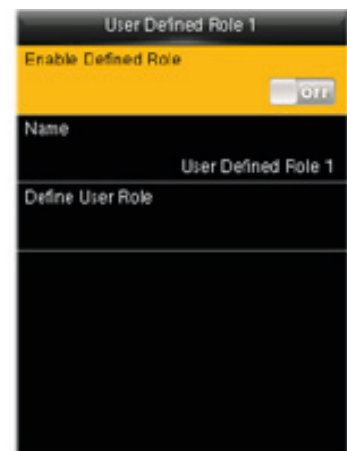 User Defined Role 1
Enable Defined Role
OFF
Name
User Defined Role 1
Define User Role